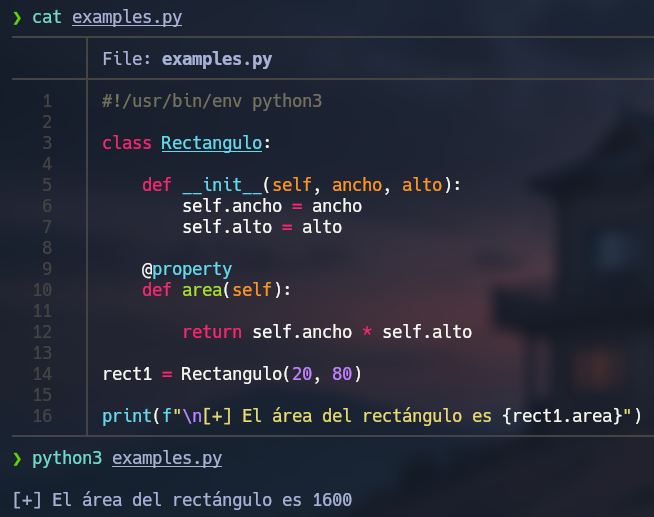 ❯ cat examples.py
File: examples.py
1 #!/usr/bin/env python3
2
3 class Rectangulo:
4
5     def __init__(self, ancho, alto):
6         self.ancho = ancho
7         self.alto = alto
8
9     @property
10     def area(self):
11
12         return self.ancho * self.alto
13
14 rect1 = Rectangulo(20, 80)
15
16 print(f"\n[+] El área del rectángulo es {rect1.area}")
❯ python3 examples.py
[+] El área del rectángulo es 1600